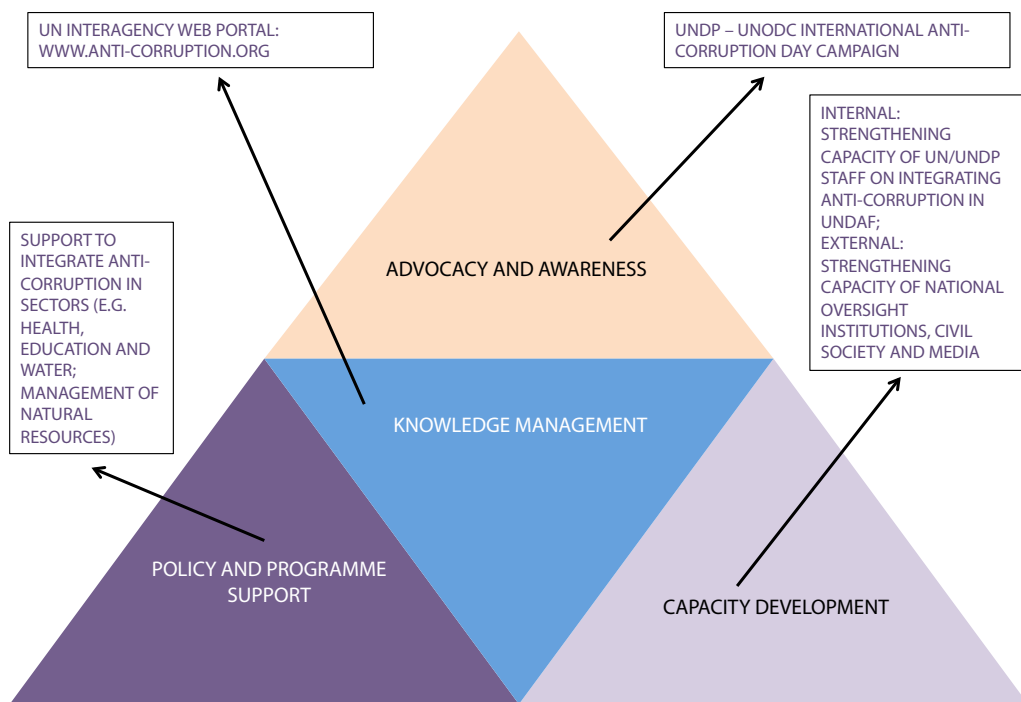 UN INTERAGENCY WEB PORTAL:
WWW.ANTI-CORRUPTION.ORG
UNDP – UNODC INTERNATIONAL ANTI-
CORRUPTION DAY CAMPAIGN
INTERNAL:
STRENGTHENING
CAPACITY OF UN/UNDP
STAFF ON INTEGRATING
ANTI-CORRUPTION IN
UNDAF;
EXTERNAL:
STRENGTHENING
CAPACITY OF NATIONAL
OVERSIGHT
INSTITUTIONS, CIVIL
SOCIETY AND MEDIA
SUPPORT TO
INTEGRATE ANTI-
CORRUPTION IN
SECTORS (E.G.
HEALTH,
EDUCATION AND
WATER;
MANAGEMENT OF
NATURAL
RESOURCES)
ADVOCACY AND AWARENESS
KNOWLEDGE MANAGEMENT
POLICY AND PROGRAMME
SUPPORT
CAPACITY DEVELOPMENT